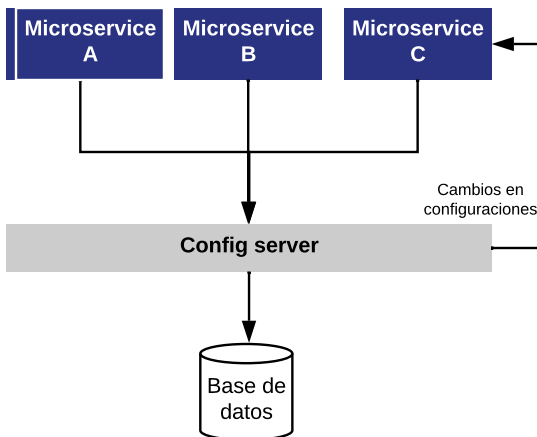 Microservice
A
Microservice
B
Microservice
C
Cambios en
configuraciones
Config server
Base de
datos